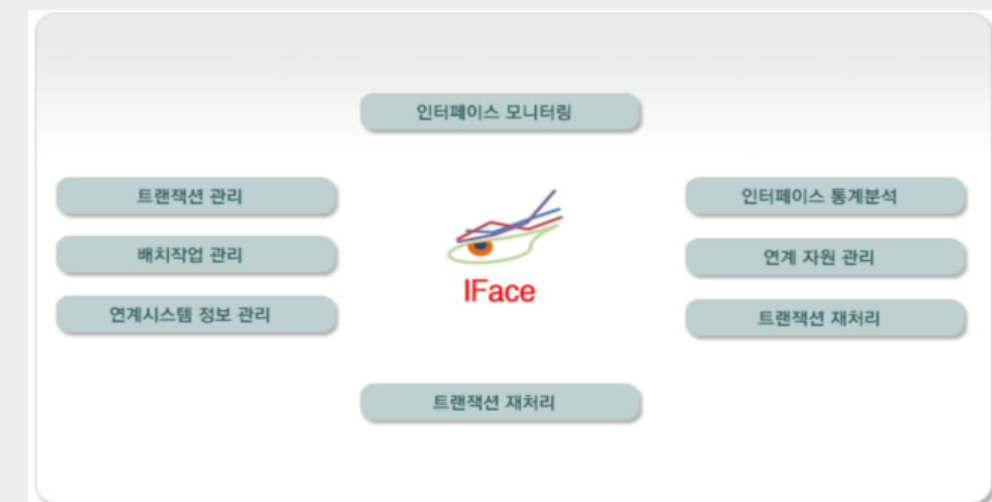 인터페이스 모니터링
트랜잭션 관리
배치작업 관리
연계시스템 정보 관리
IFace
인터페이스 통계분석
연계 자원 관리
트랜잭션 재처리
트랜잭션 재처리